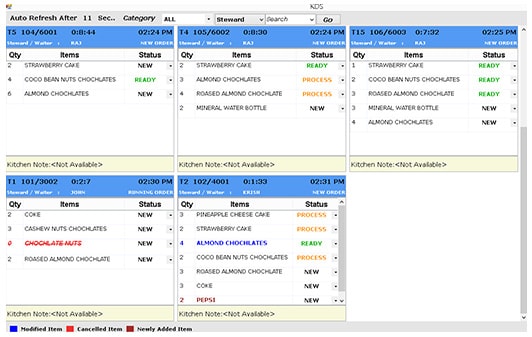 KDS
Auto Refresh After 11 Sec.. Category ALL Steward Search Go
T5 104/6001 0:8:44 02:24 PM
Steward / Waiter : RAJ NEW ORDER
Qty Items Status
2 STRAWBERRY CAKE NEW
4 COCO BEAN NUTS CHOCHLATES READY
6 ALMOND CHOCHLATES NEW
Kitchen Note:<Not Available>
T4 105/6002 0:8:30 02:24 PM
Steward / Waiter : RAJ NEW ORDER
Qty Items Status
2 STRAWBERRY CAKE READY
3 ALMOND CHOCHLATES PROCESS
4 ROASED ALMOND CHOCHLATE PROCESS
2 MINERAL WATER BOTTLE NEW
Kitchen Note:<Not Available>
T15 106/6003 0:7:32 02:25 PM
Steward / Waiter : RAJ NEW ORDER
Qty Items Status
1 STRAWBERRY CAKE READY
2 COCO BEAN NUTS CHOCHLATES READY
3 ROASED ALMOND CHOCHLATE READY
3 MINERAL WATER BOTTLE NEW
4 ALMOND CHOCHLATES NEW
Kitchen Note:<Not Available>
T1 101/3002 0:2:7 02:30 PM
Steward / Waiter : JOHN RUNNING ORDER
Qty Items Status
2 COKE NEW
3 CASHEW NUTS CHOCHLATES NEW
0 CHOCHLATE NUTS NEW
2 ROASED ALMOND CHOCHLATE NEW
Kitchen Note:<Not Available>
T2 102/4001 0:1:33 02:31 PM
Steward / Waiter : KRISH NEW ORDER
Qty Items Status
3 PINEAPPLE CHEESE CAKE PROCESS
2 STRAWBERRY CAKE PROCESS
4 ALMOND CHOCHLATES READY
2 COCO BEAN NUTS CHOCHLATES PROCESS
3 ROASED ALMOND CHOCHLATE NEW
3 COKE NEW
2 PEPSI NEW
Kitchen Note:<Not Available>
Modified Item Cancelled Item Newly Added Item